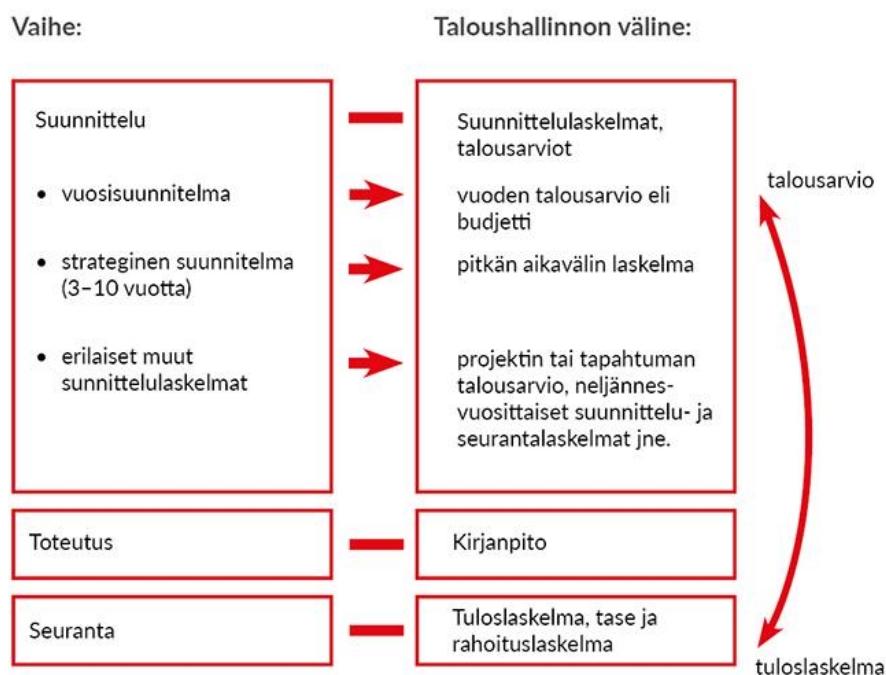 Vaihe:
Taloushallinnon väline:
Suunnittelu
Suunnittelulaskelmat,
talousarviot
• vuosisuunnitelma
vuoden talousarvio eli
budjetti
• strateginen suunnitelma
(3–10 vuotta)
pitkän aikavälin laskelma
• erilaiset muut
sunnittelulaskelmat
projektin tai tapahtuman
talousarvio, neljännes-
vuosittaiset suunnittelu- ja
seurantalaskelmat jne.
talousarvio
Toteutus
Kirjanpito
Seuranta
Tuloslaskelma, tase ja
rahoituslaskelma
tuloslaskelma